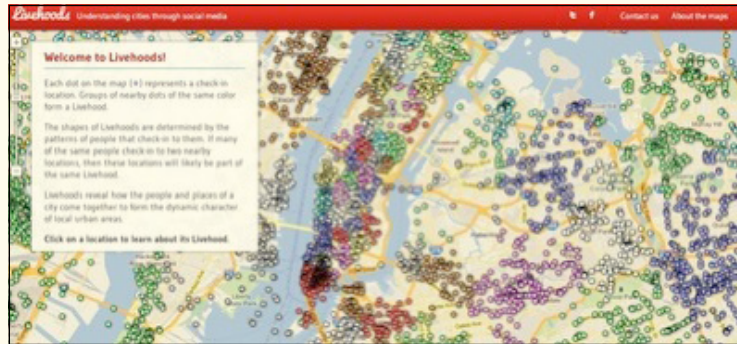 Livehoods Understanding cities through social media
Contact us About the maps
Welcome to Livehoods!
Each dot on the map (•) represents a check-in
location. Groups of nearby dots of the same color
form a Livehood.
The shapes of Livehoods are determined by the
patterns of people that check-in to them. If many
of the same people check-in to two nearby
locations, then these locations will likely be part of
the same Livehood.
Livehoods reveal how the people and places of a
city come together to form the dynamic character
of local urban areas.
Click on a location to learn about its Livehood.